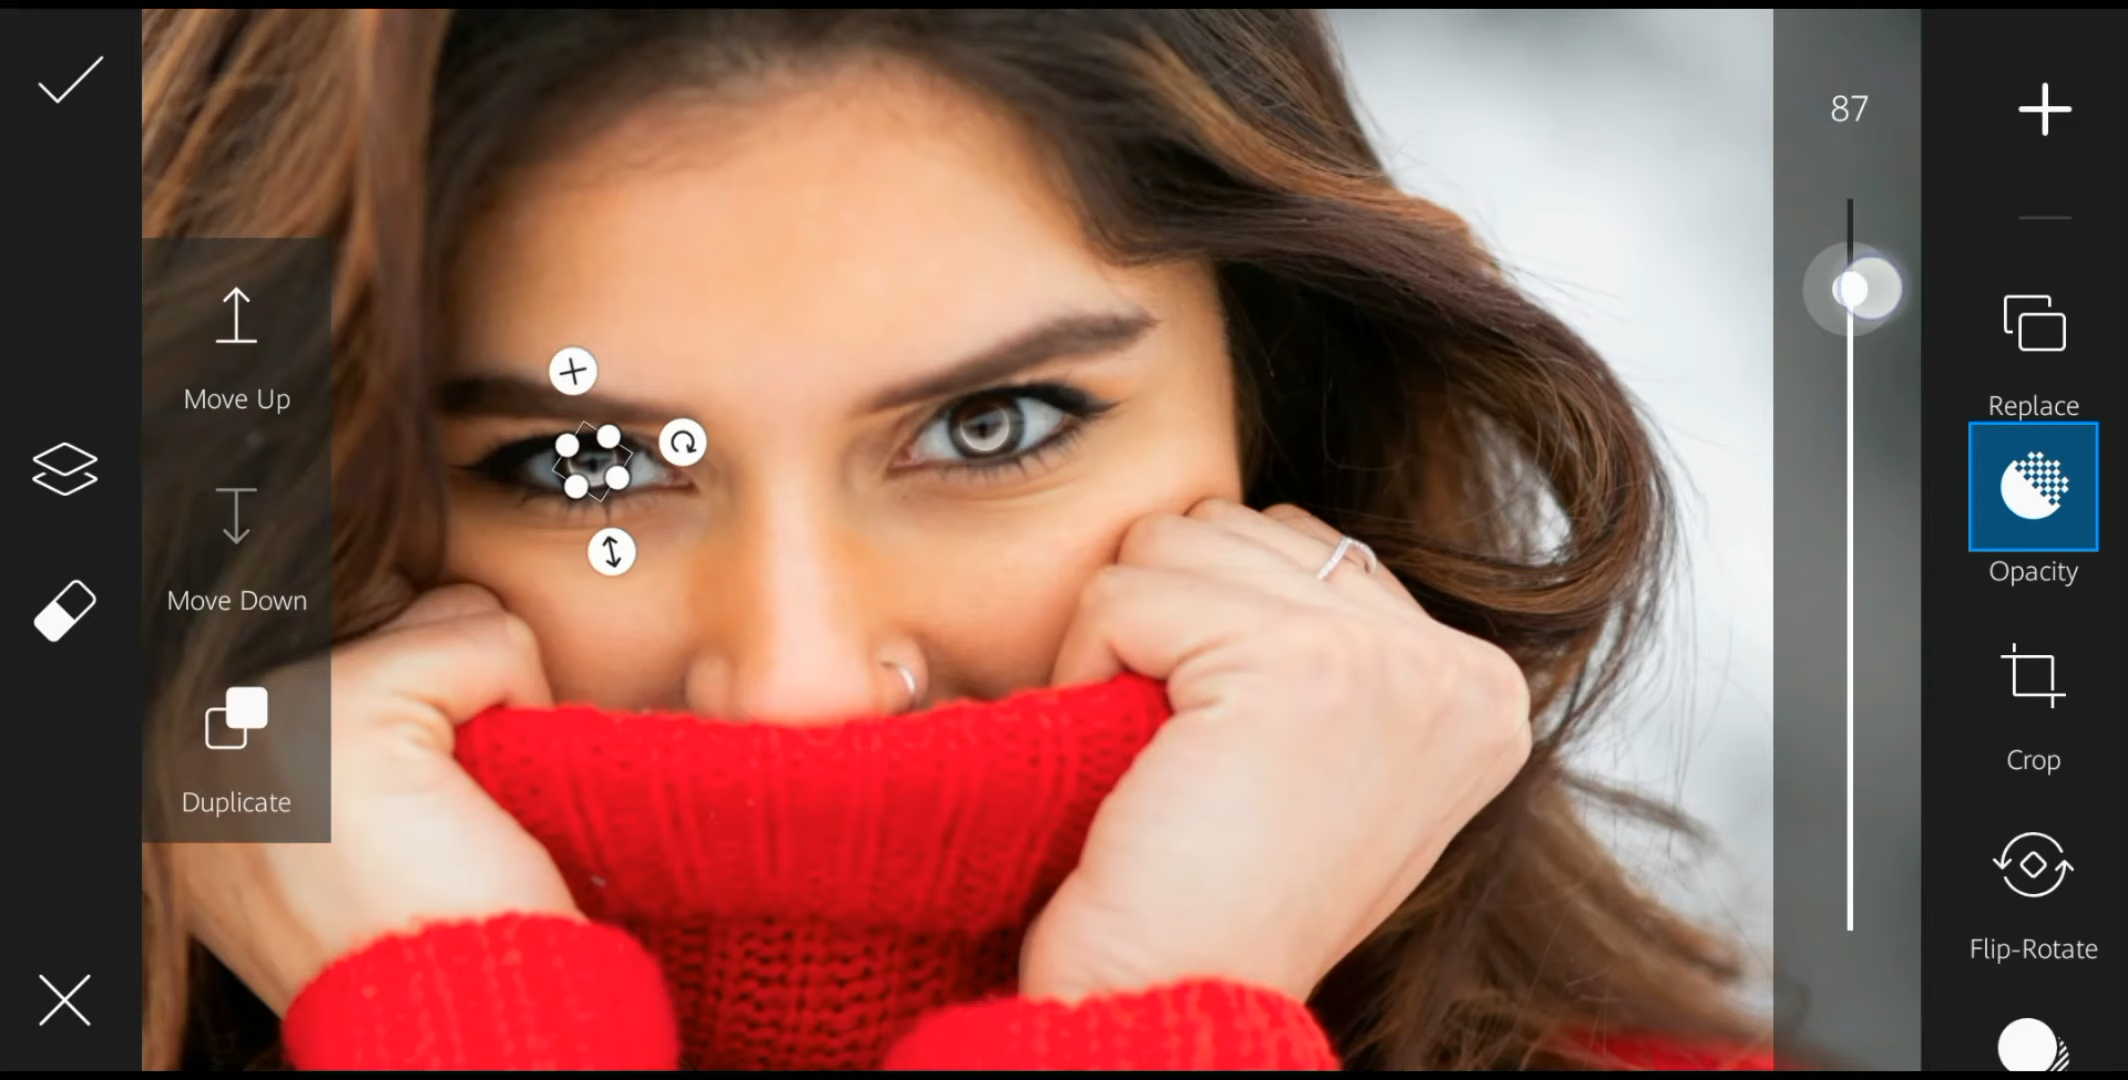 87
Move Up
Move Down
Duplicate
Replace
Opacity
Crop
Flip-Rotate